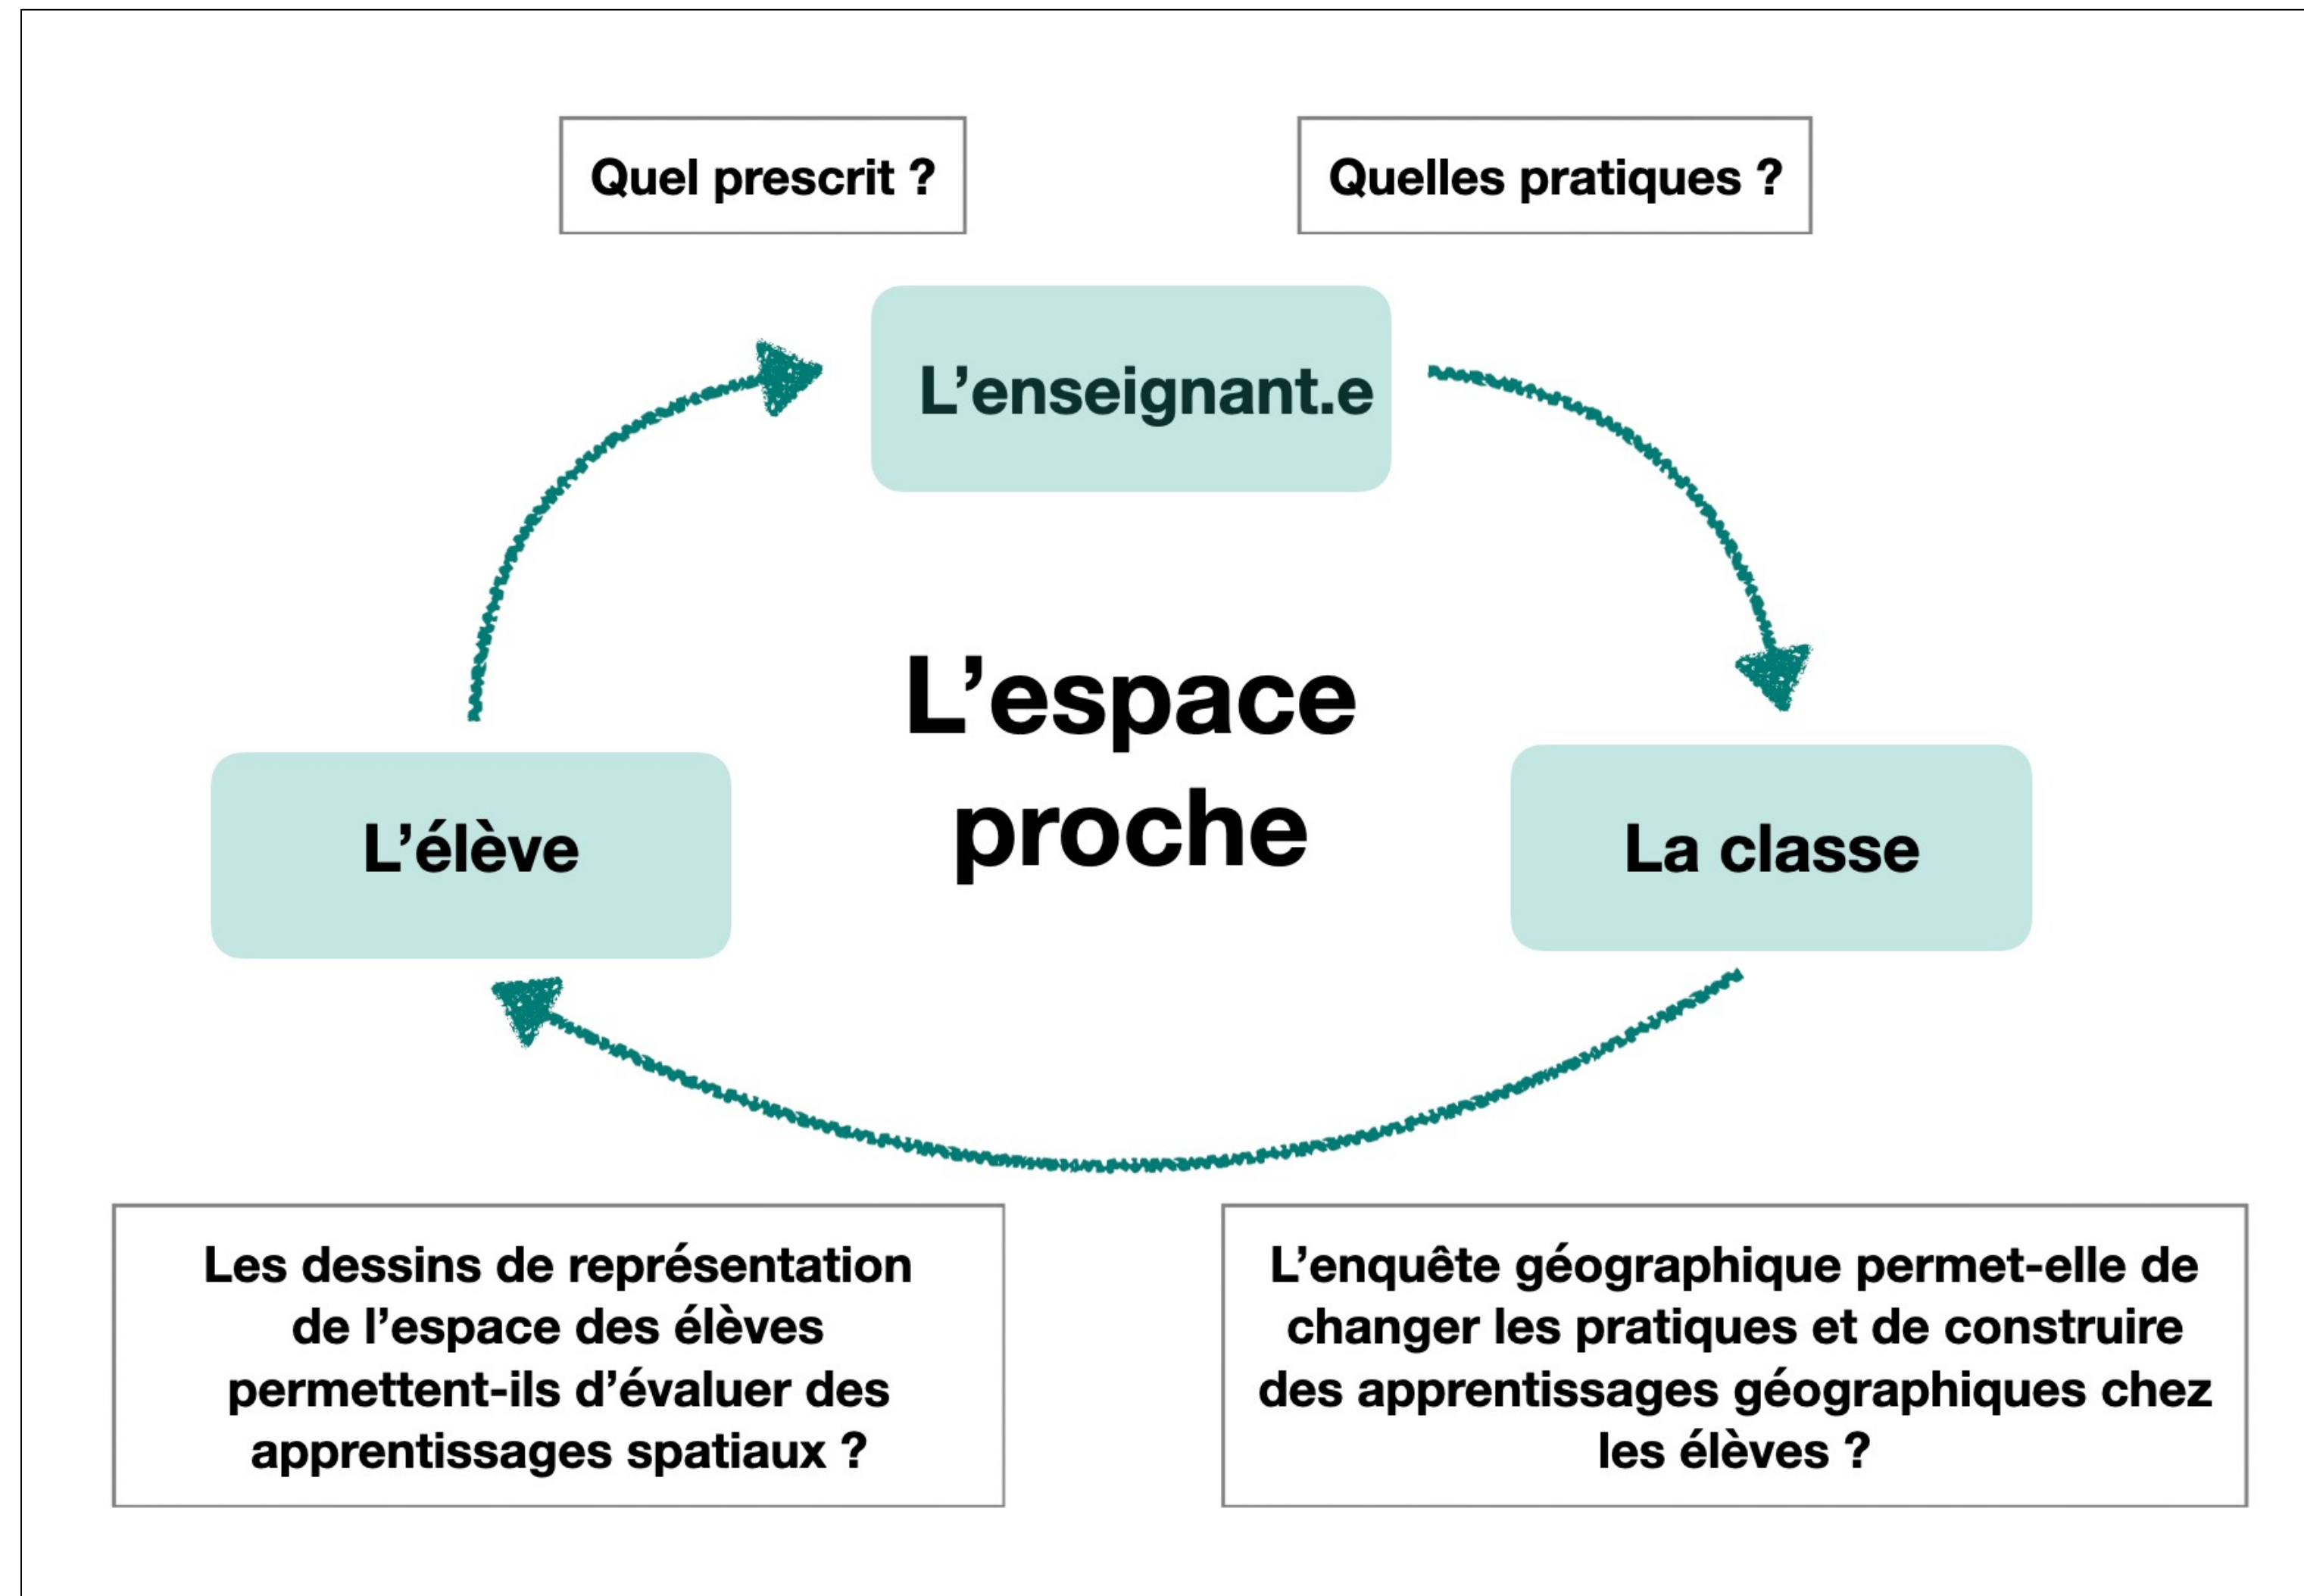 Quel prescrit ?
Quelles pratiques ?
L’enseignant.e
L’espace
proche
L’élève
La classe
Les dessins de représentation
de l’espace des élèves
permettent-ils d’évaluer des
apprentissages spatiaux ?
L’enquête géographique permet-elle de
changer les pratiques et de construire
des apprentissages géographiques chez
les élèves ?